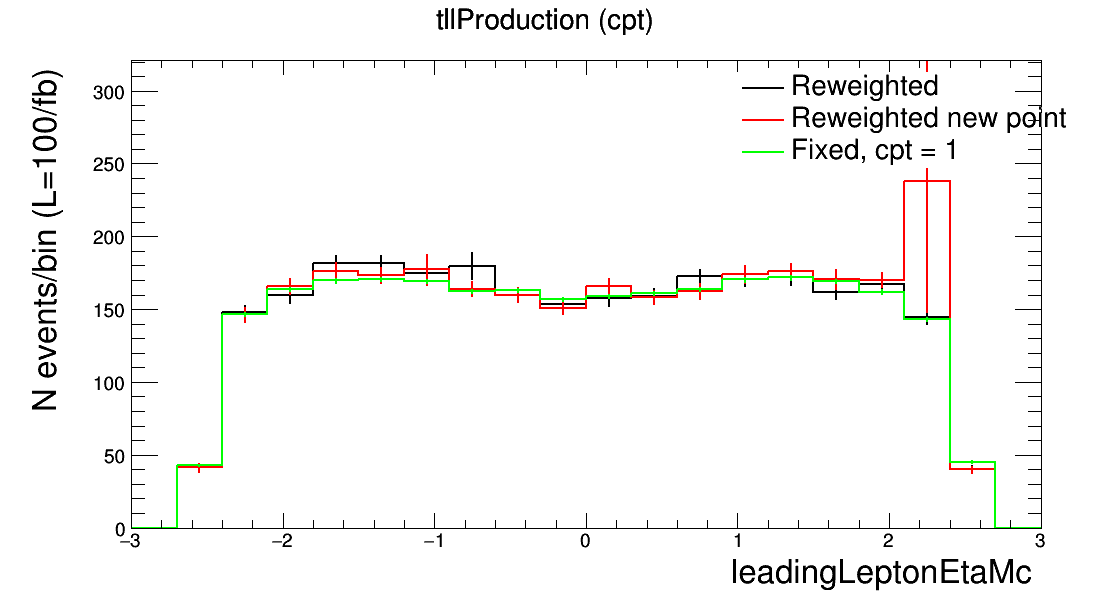 tllProduction (cpt)
N events/bin (L=100/fb)
300
250
200
150
100
50
0
Reweighted
Reweighted new point
Fixed, cpt = 1
−3 −2 −1 0 1 2 3
leadingLeptonEtaMc